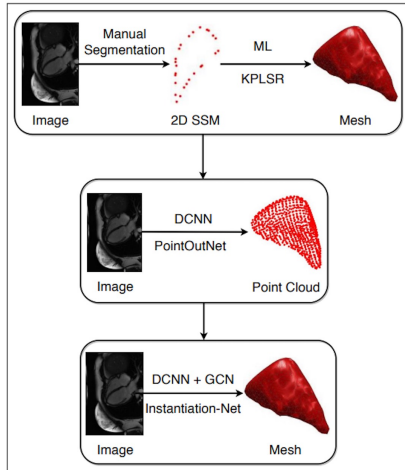 Manual
Segmentation
ML
KPLSR
Image
2D SSM
Mesh
DCNN
PointOutNet
Image
Point Cloud
DCNN + GCN
Instantiation-Net
Image
Mesh